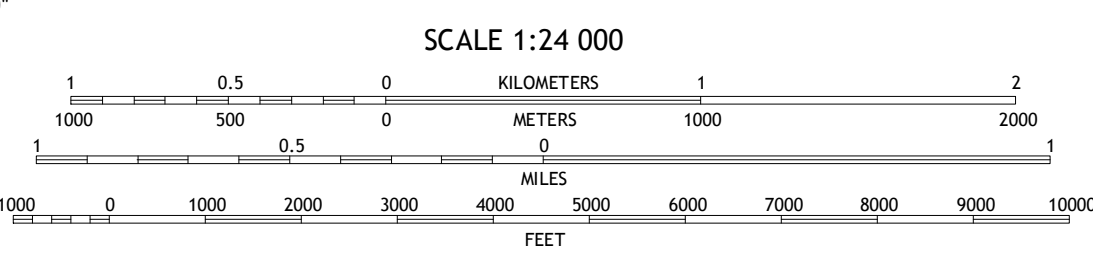 SCALE 1:24 000
1 0.5 0 KILOMETERS 1 2
1000 500 0 METERS 1000 2000
1 0.5 0 1
MILES
1000 0 1000 2000 3000 4000 5000 6000 7000 8000 9000 10000
FEET